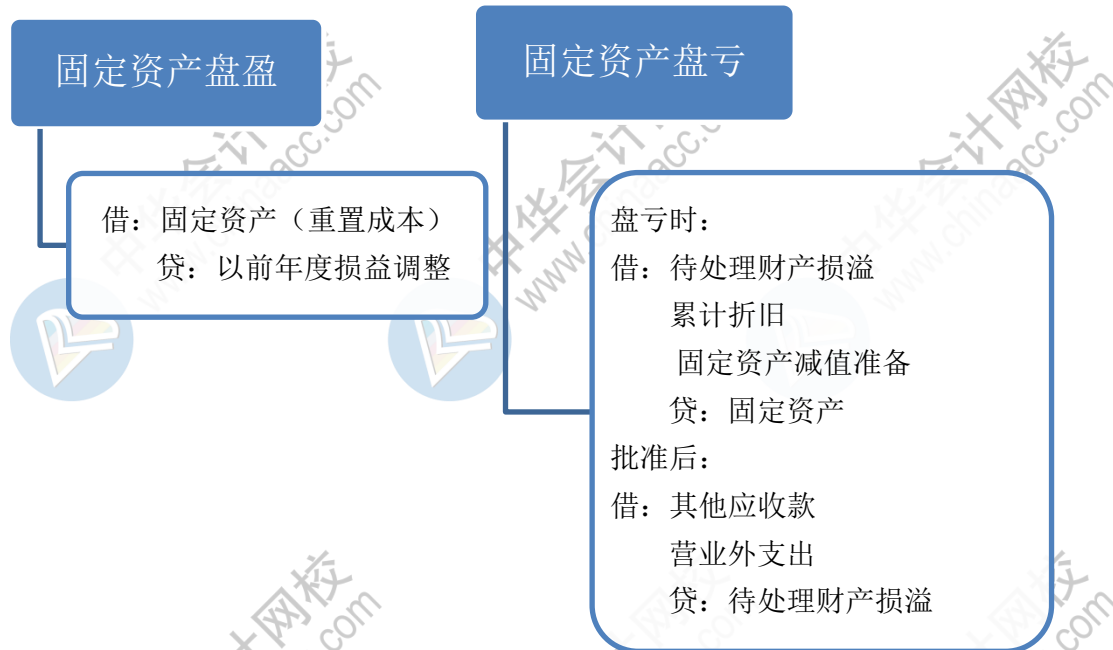 固定资产盘盈
借：固定资产（重置成本）
贷：以前年度损益调整
固定资产盘亏
盘亏时：
借：待处理财产损溢
累计折旧
固定资产减值准备
贷：固定资产
批准后：
借：其他应收款
营业外支出
贷：待处理财产损溢